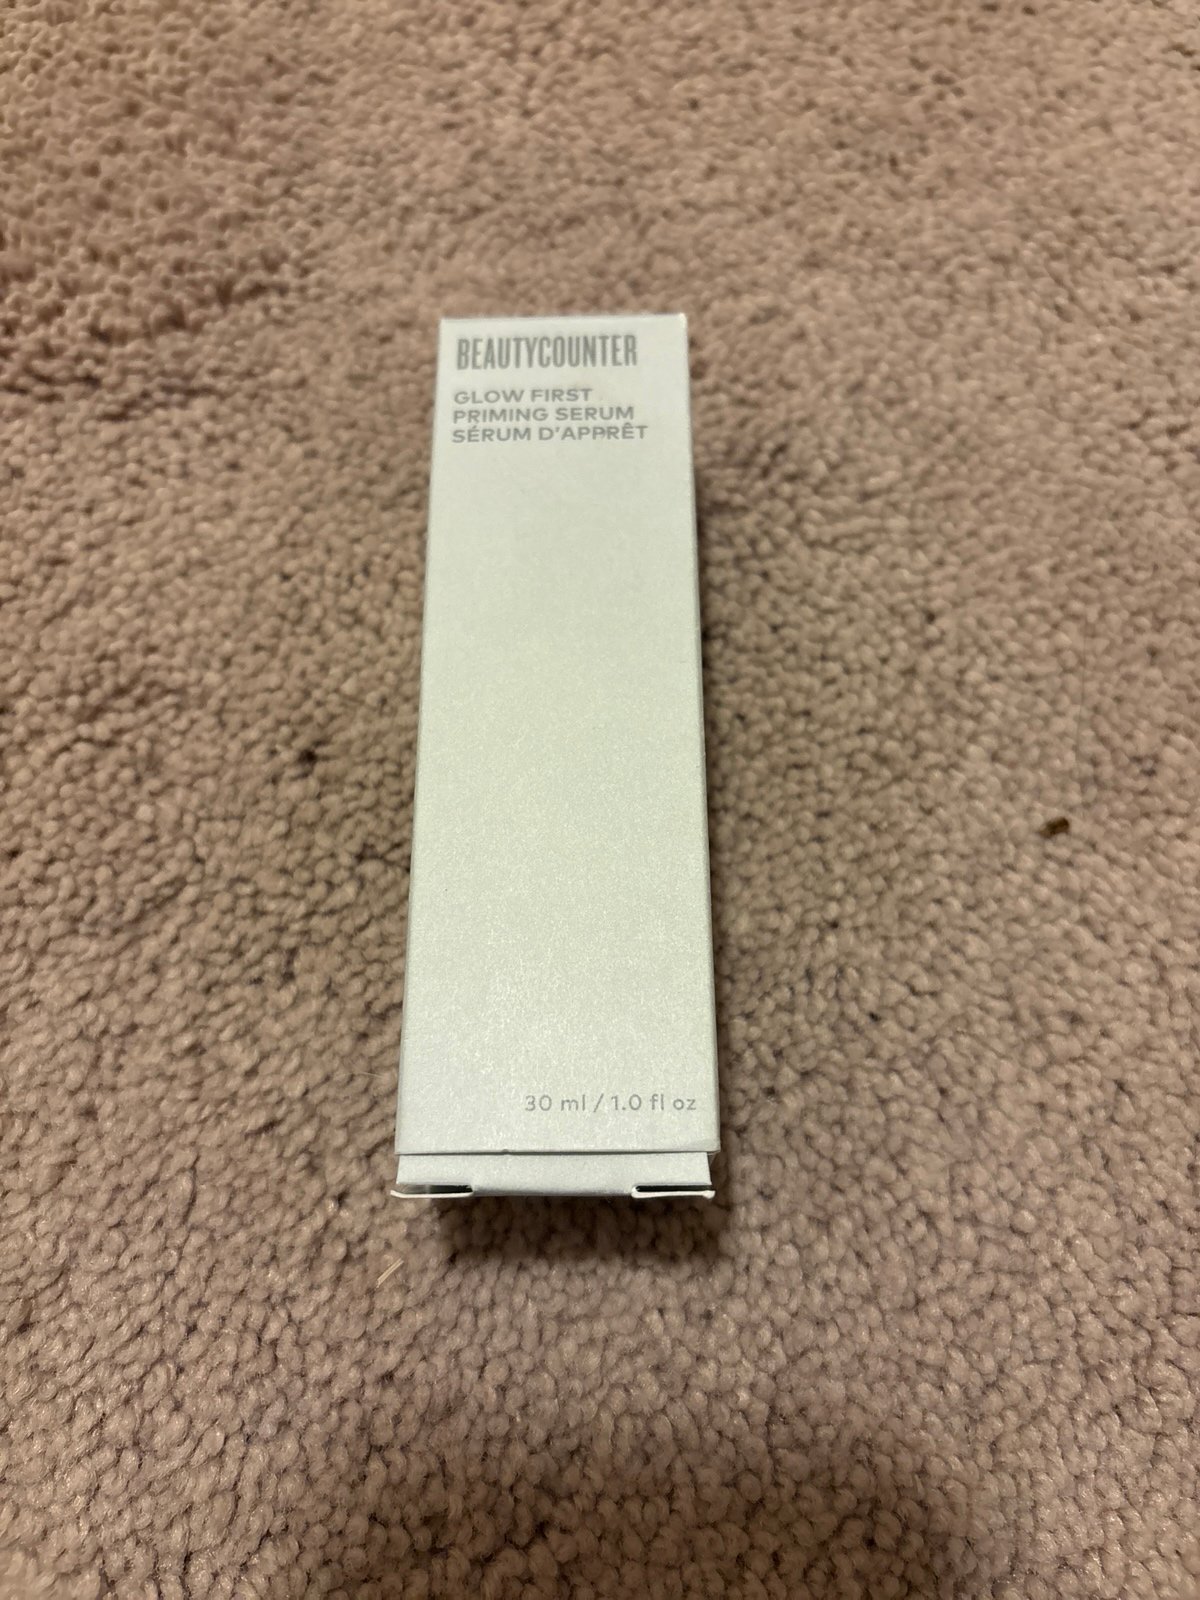 BEAUTYCOUNTER
GLOW FIRST
PRIMING SERUM
SÉRUM D'APPRÊT
30 ml / 1.0 fl oz